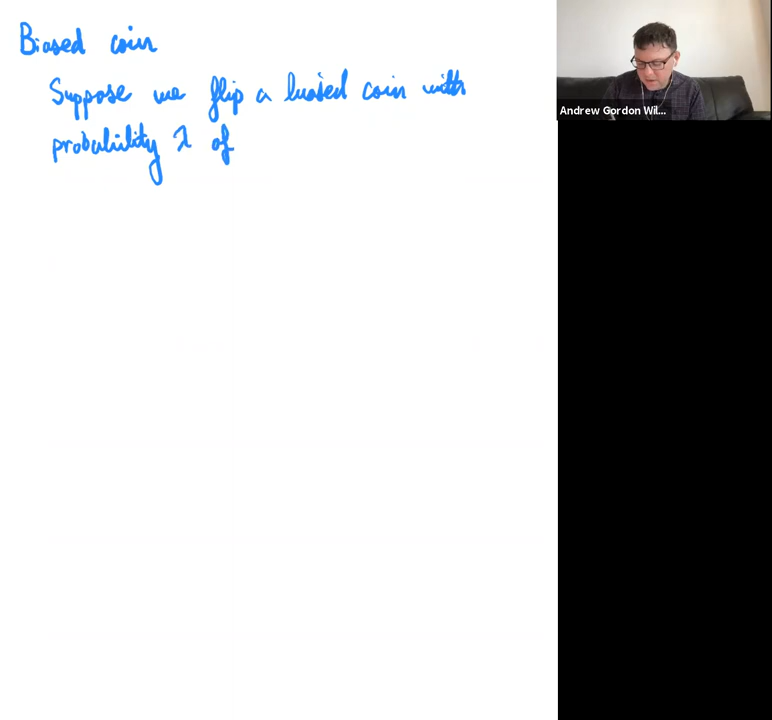 Biased coin
Suppose we flip a biased coin with
probability λ of
Andrew Gordon Wil...